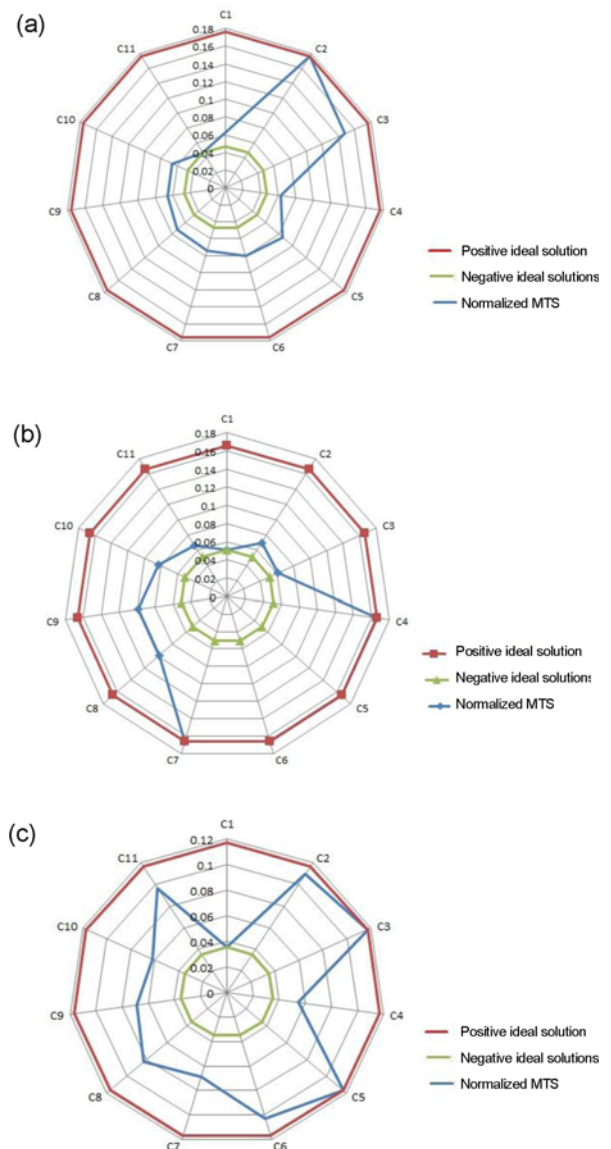 (a)
C1
0.18
0.16
0.14
0.12
0.1
0.08
0.06
0.04
0.02
0
C2
C3
C4
C5
C6
C7
C8
C9
C10
C11
Positive ideal solution
Negative ideal solutions
Normalized MTS
(b)
C1
0.18
0.16
0.14
0.12
0.1
0.08
0.06
0.04
0.02
0
C2
C3
C4
C5
C6
C7
C8
C9
C10
C11
Positive ideal solution
Negative ideal solutions
Normalized MTS
(c)
C1
0.12
0.1
0.08
0.06
0.04
0.02
0
C2
C3
C4
C5
C6
C7
C8
C9
C10
C11
Positive ideal solution
Negative ideal solutions
Normalized MTS